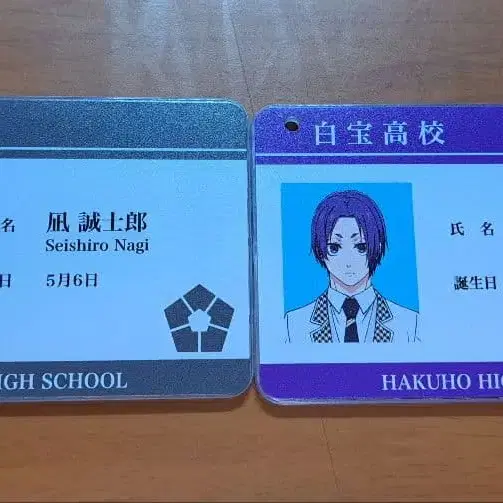 名 凪 誠士郎
Seishiro Nagi
日 5月6日
HIGH SCHOOL
白宝高校
氏 名
誕生日
HAKUHO HIG